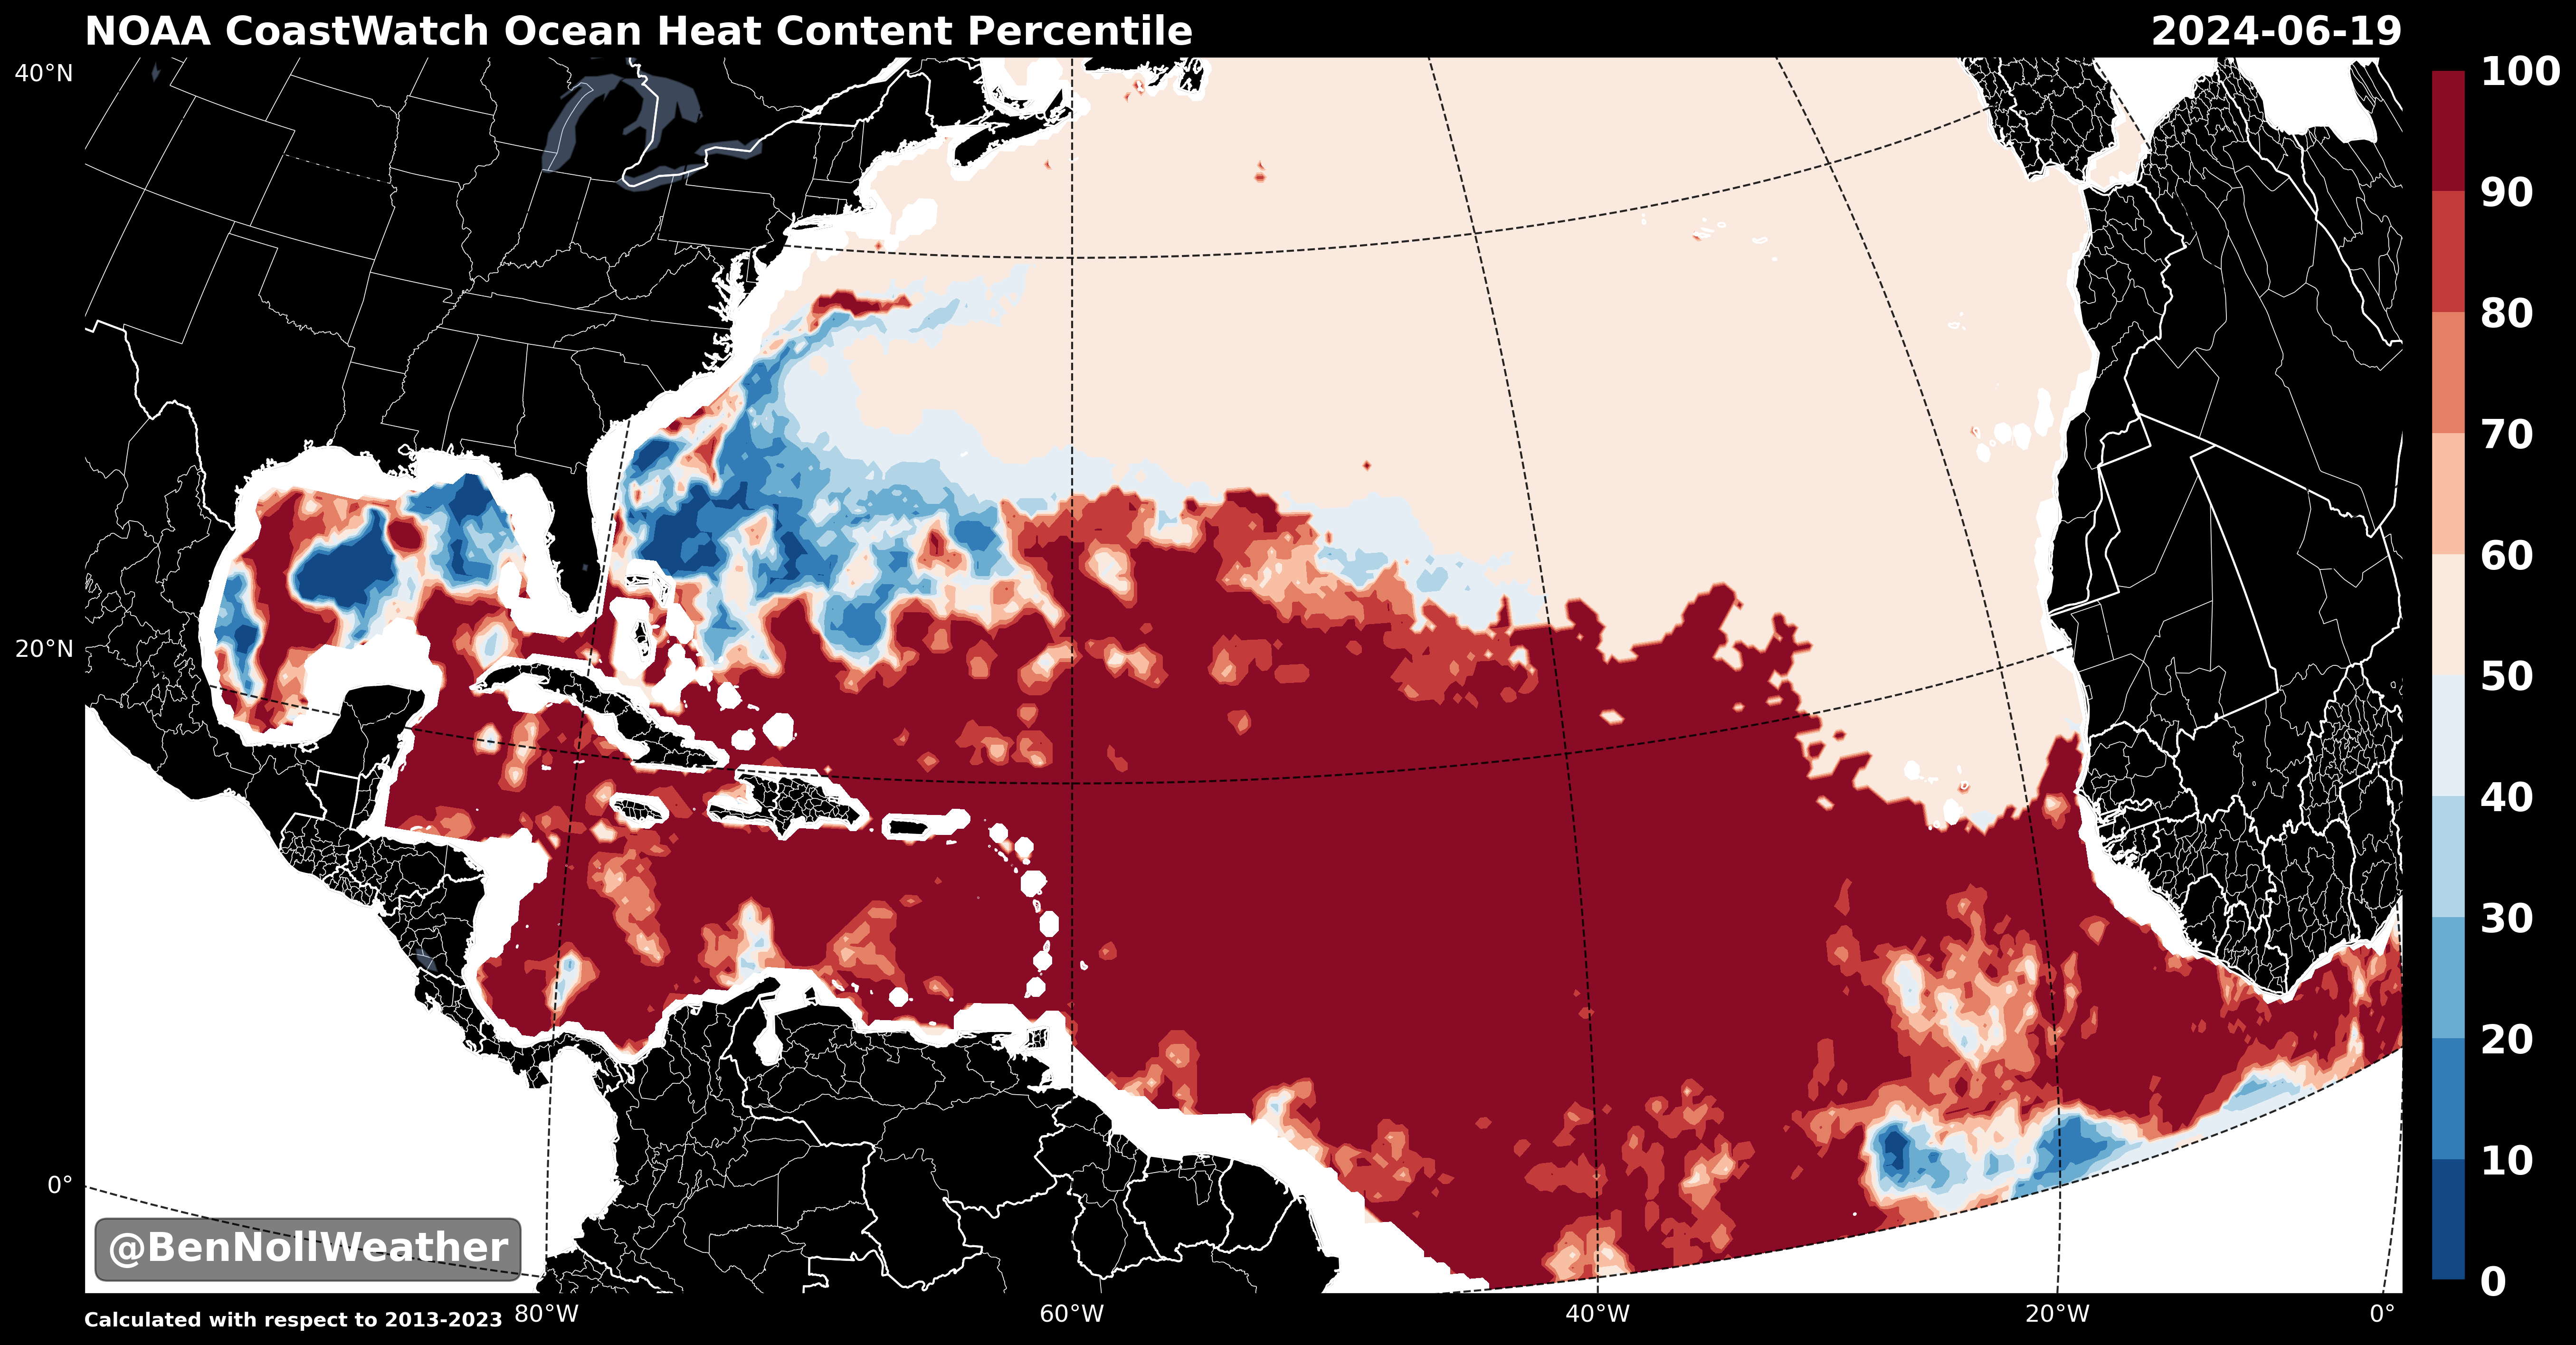 NOAA CoastWatch Ocean Heat Content Percentile 2024-06-19
40°N
20°N
0°
100
90
80
70
60
50
40
30
20
10
0
@BenNollWeather
Calculated with respect to 2013-2023
80°W 60°W 40°W 20°W 0°